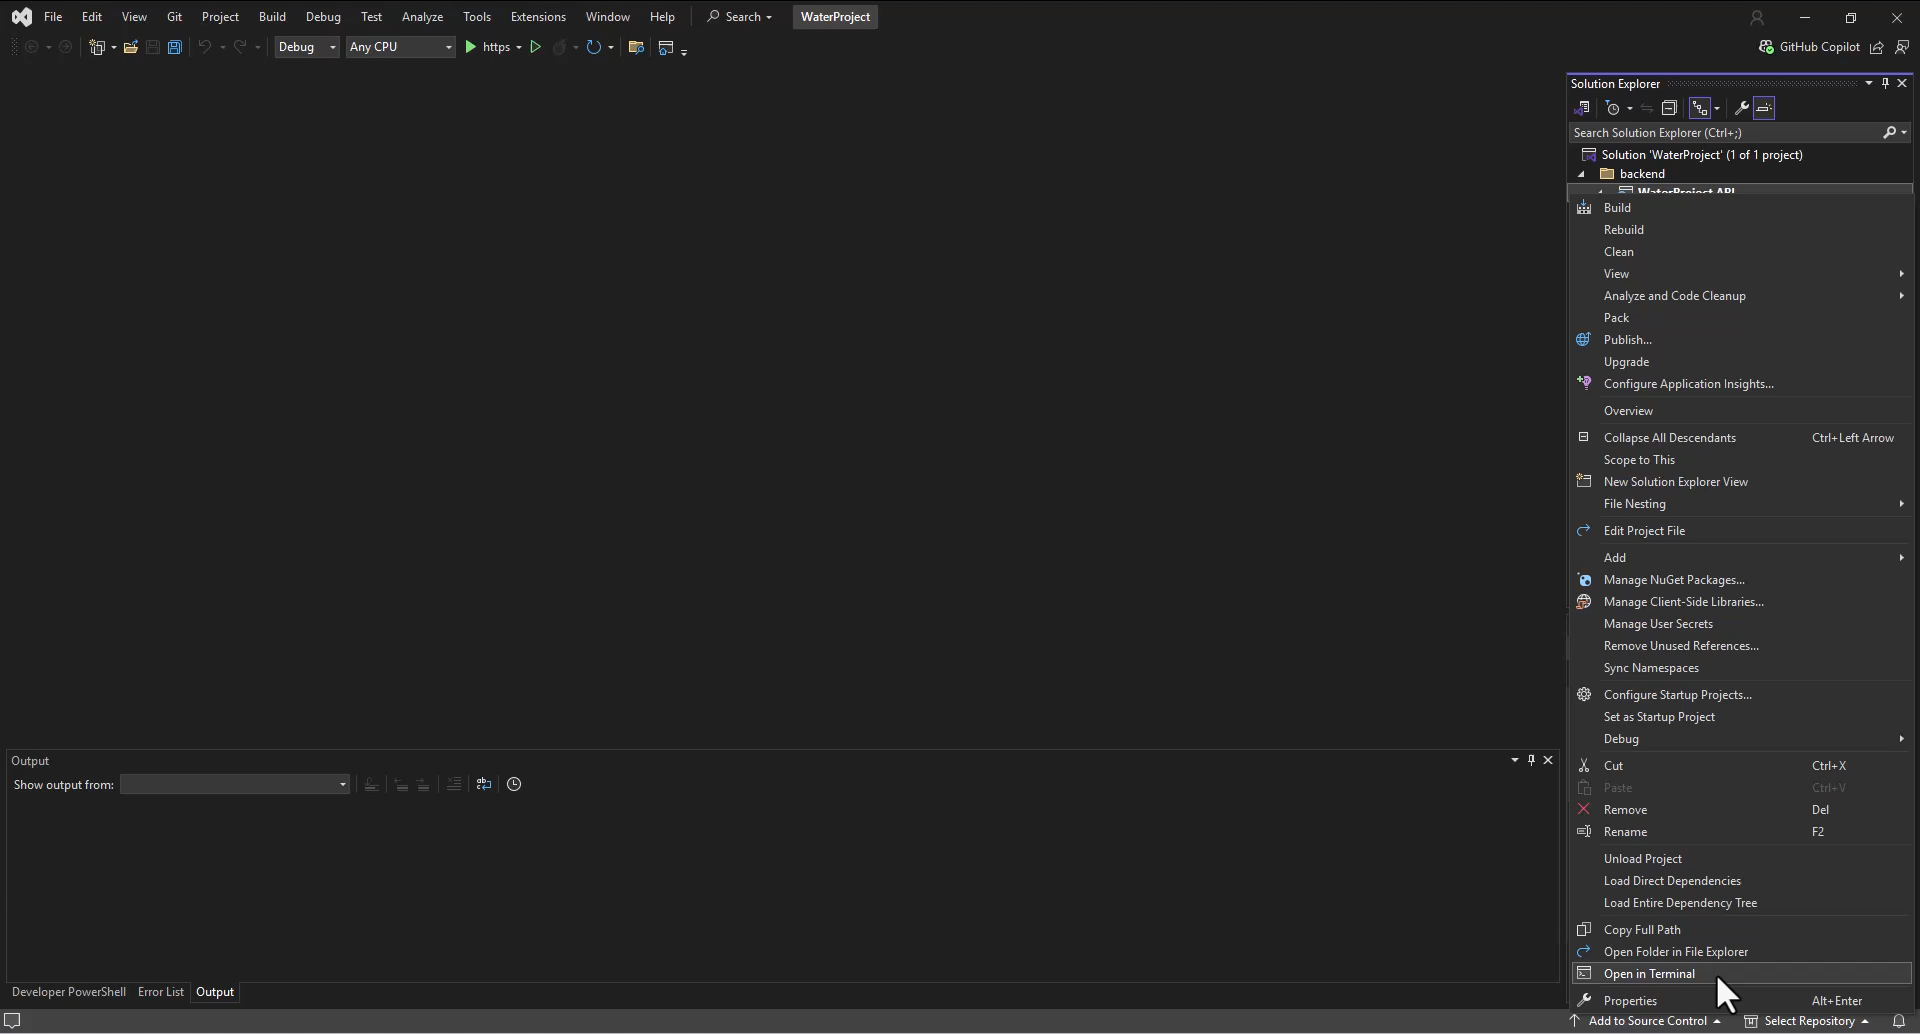 File Edit View Git Project Build Debug Test Analyze Tools Extensions Window Help Search WaterProject
Debug Any CPU https GitHub Copilot
Solution Explorer
Search Solution Explorer (Ctrl+;)
Solution 'WaterProject' (1 of 1 project)
backend
WaterProject.API
Build
Rebuild
Clean
View
Analyze and Code Cleanup
Pack
Publish...
Upgrade
Configure Application Insights...
Overview
Collapse All Descendants Ctrl+Left Arrow
Scope to This
New Solution Explorer View
File Nesting
Edit Project File
Add
Manage NuGet Packages...
Manage Client-Side Libraries...
Manage User Secrets
Remove Unused References...
Sync Namespaces
Configure Startup Projects...
Set as Startup Project
Debug
Cut Ctrl+X
Paste Ctrl+V
Remove Del
Rename F2
Unload Project
Load Direct Dependencies
Load Entire Dependency Tree
Copy Full Path
Open Folder in File Explorer
Open in Terminal
Properties Alt+Enter
Output
Show output from:
Developer PowerShell Error List Output
Add to Source Control Select Repository